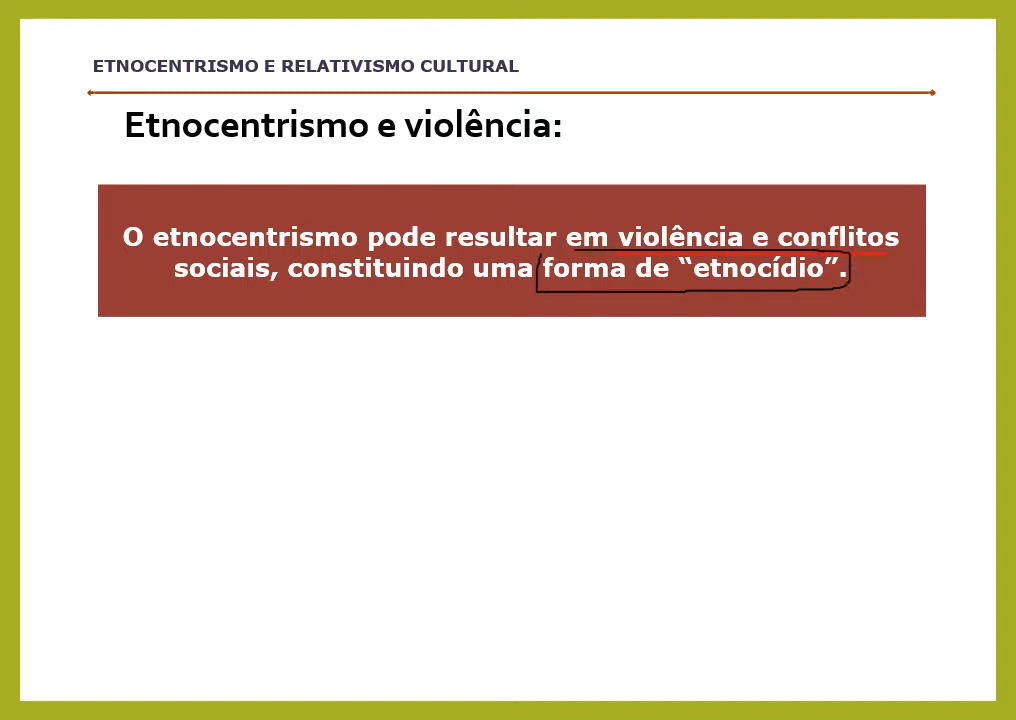 ETNOCENTRISMO E RELATIVISMO CULTURAL
Etnocentrismo e violência:
O etnocentrismo pode resultar em violência e conflitos
sociais, constituindo uma forma de “etnocídio”.